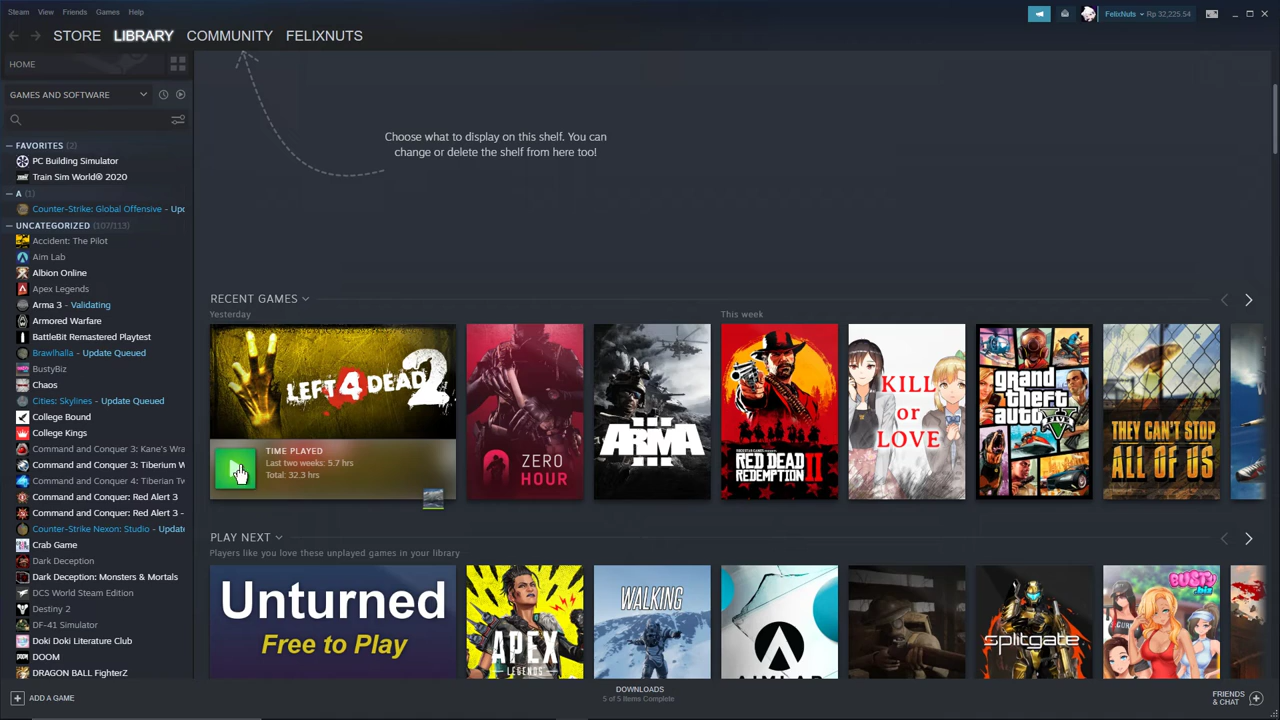 Steam View Friends Games Help
FelixNuts Rp 32,225.54
STORE LIBRARY COMMUNITY FELIXNUTS
HOME
GAMES AND SOFTWARE
FAVORITES (2)
PC Building Simulator
Train Sim World® 2020
A (1)
Counter-Strike: Global Offensive - Upd
UNCATEGORIZED (107/113)
Accident: The Pilot
Aim Lab
Albion Online
Apex Legends
Arma 3 - Validating
Armored Warfare
BattleBit Remastered Playtest
Brawlhalla - Update Queued
BustyBiz
Chaos
Cities: Skylines - Update Queued
College Bound
College Kings
Command and Conquer 3: Kane's Wra
Command and Conquer 3: Tiberium W
Command and Conquer 4: Tiberian Tw
Command and Conquer: Red Alert 3
Command and Conquer: Red Alert 3 -
Counter-Strike Nexon: Studio - Update
Crab Game
Dark Deception
Dark Deception: Monsters & Mortals
DCS World Steam Edition
Destiny 2
DF-41 Simulator
Doki Doki Literature Club
DOOM
DRAGON BALL FighterZ
ADD A GAME
Choose what to display on this shelf. You can
change or delete the shelf from here too!
RECENT GAMES
Yesterday
This week
LEFT 4 DEAD 2
TIME PLAYED
Last two weeks: 5.7 hrs
Total: 32.3 hrs
ZERO
HOUR
ARMA
III
RED DEAD
REDEMPTION II
KILL
or
LOVE
grand
theft
auto V
THEY CAN'T STOP
ALL OF US
PLAY NEXT
Players like you love these unplayed games in your library
Unturned
Free to Play
APEX
LEGENDS
WALKING
AIMLAB
splitgate
BUSTY
.biz
DOWNLOADS
5 of 5 Items Complete
FRIENDS
& CHAT